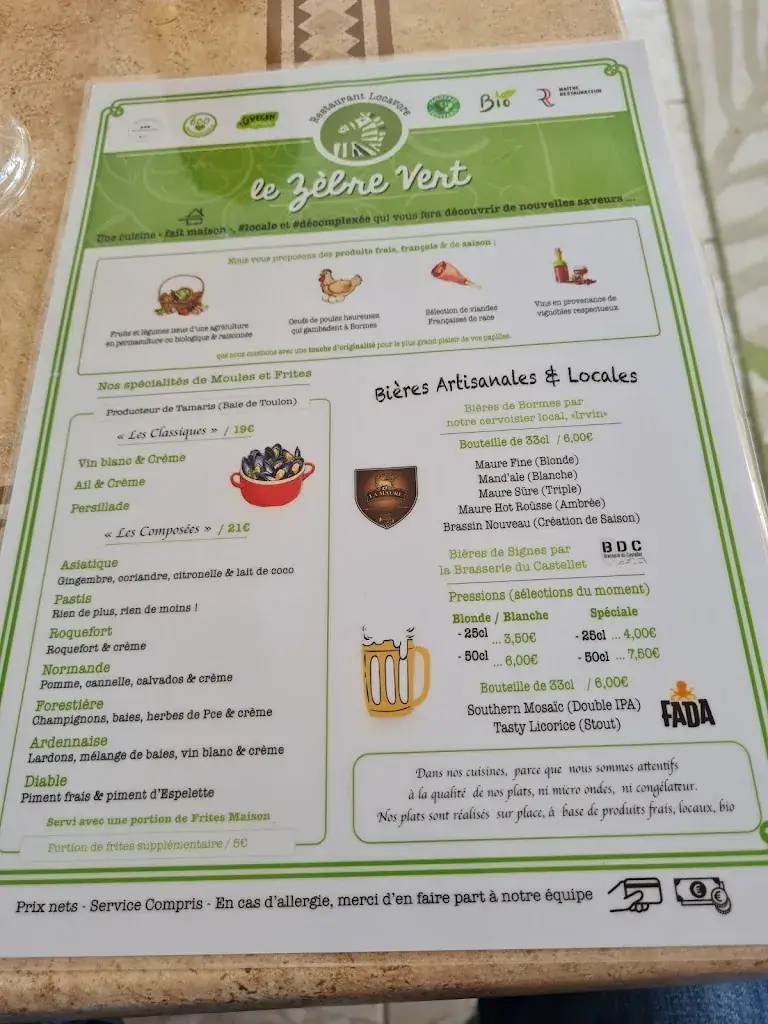 Restaurant Locavore
VEGAN
Bio
MAÎTRE
RESTAURATEUR
le Zèbre Vert
Une cuisine « fait maison », #locale et #décomplexée qui vous fera découvrir de nouvelles saveurs ...
Nous vous proposons des produits frais, français & de saison :
Fruits et légumes issus d'une agriculture
en permaculture ou biologique & raisonnée
Oeufs de poules heureuses
qui gambadent à Bormes
Sélection de viandes
Françaises de race
Vins en provenance de
vignobles respectueux
que nous cuisinons avec une touche d'originalité pour le plus grand plaisir de vos papilles.
Nos spécialités de Moules et Frites
Producteur de Tamaris (Baie de Toulon)
« Les Classiques » / 19€
Vin blanc & Crème
Ail & Crème
Persillade
« Les Composées » / 21€
Asiatique
Gingembre, coriandre, citronelle & lait de coco
Pastis
Rien de plus, rien de moins !
Roquefort
Roquefort & crème
Normande
Pomme, cannelle, calvados & crème
Forestière
Champignons, baies, herbes de Pce & crème
Ardennaise
Lardons, mélange de baies, vin blanc & crème
Diable
Piment frais & piment d'Espelette
Servi avec une portion de Frites Maison
Portion de frites supplémentaire / 5€
Bières Artisanales & Locales
Bières de Bormes par
notre cervoisier local, «Irvin»
Bouteille de 33cl / 6,00€
LA MAURE
Maure Fine (Blonde)
Mand'ale (Blanche)
Maure Sûre (Triple)
Maure Hot Roùsse (Ambrée)
Brassin Nouveau (Création de Saison)
Bières de Signes par
la Brasserie du Castellet
BDC
Brasserie du Castellet
Pressions (sélections du moment)
Blonde / Blanche
- 25cl ... 3,50€
- 50cl ... 6,00€
Spéciale
- 25cl ... 4,00€
- 50cl ... 7,50€
Bouteille de 33cl / 6,00€
Southern Mosaïc (Double IPA)
Tasty Licorice (Stout)
FADA
Dans nos cuisines, parce que nous sommes attentifs
à la qualité de nos plats, ni micro ondes, ni congélateur.
Nos plats sont réalisés sur place, à base de produits frais, locaux, bio
Prix nets - Service Compris - En cas d'allergie, merci d'en faire part à notre équipe